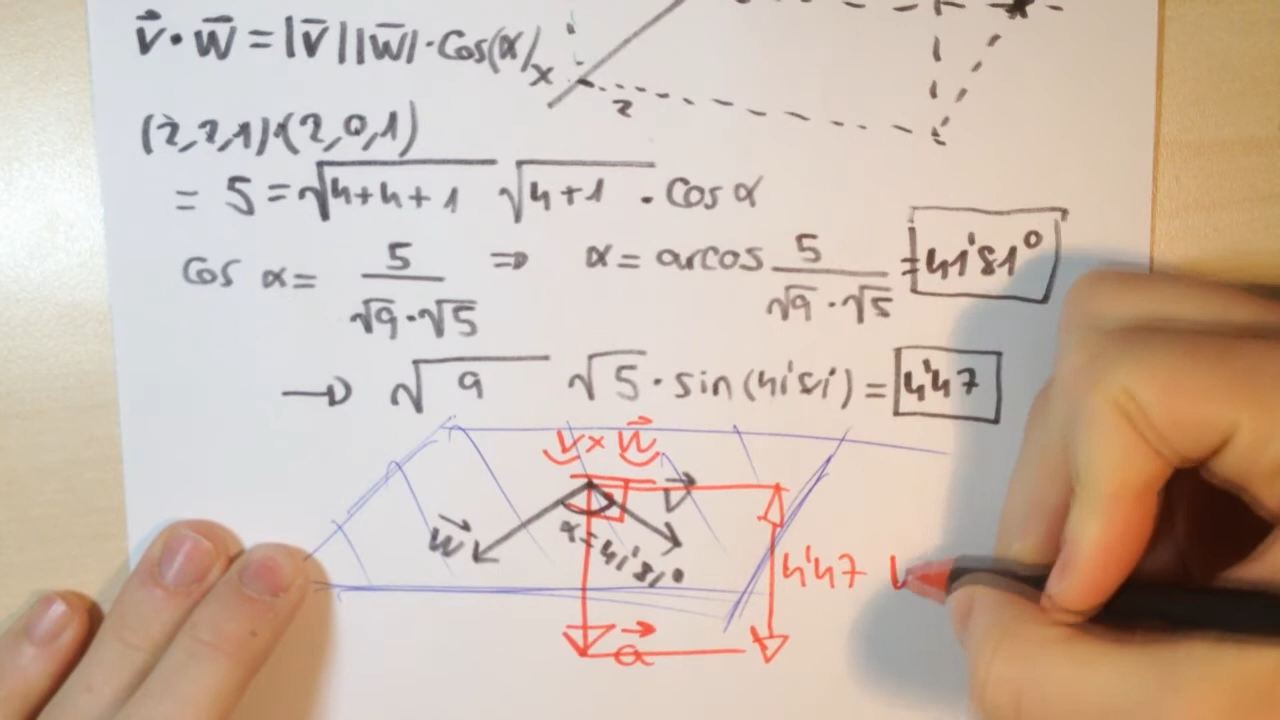 v⃗ · w⃗ = |v̅| |w̅| · Cos(α)
x
z
(2,2,1)·(2,0,1)
= 5 = √4+4+1 √4+1 · Cos α
Cos α = 5/√9·√5 ⇒ α = arcos 5/√9·√5 = 41'81°
→ √9 √5 · sin(41'81) = 4'47
v × w⃗
v⃗
w⃗ α=41'81°
4'47 u
a⃗